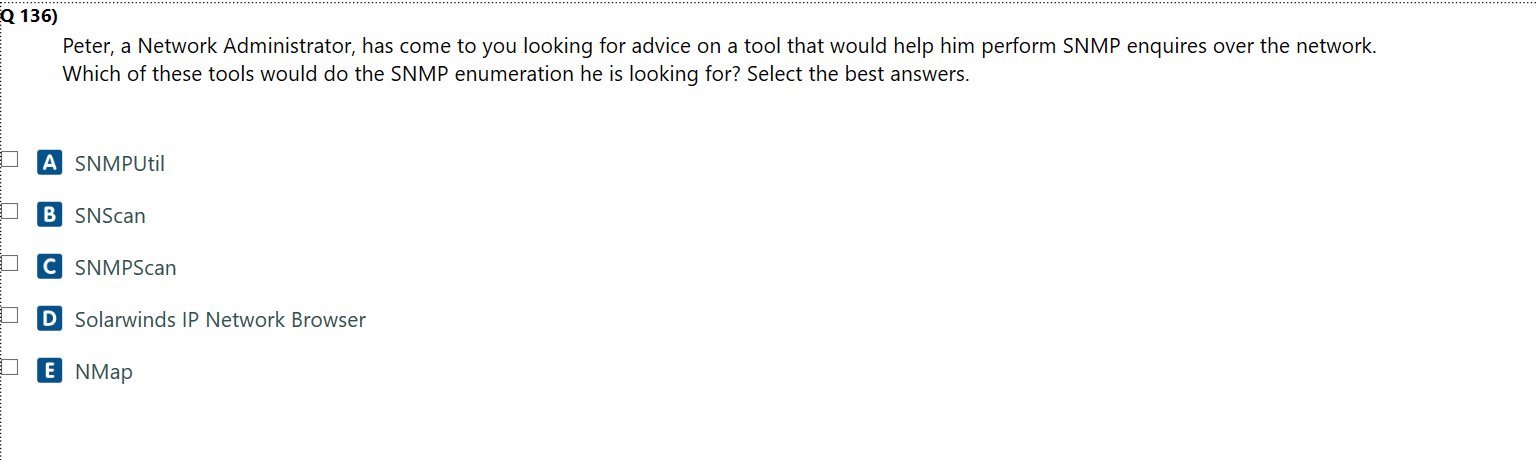 Q 136)
Peter, a Network Administrator, has come to you looking for advice on a tool that would help him perform SNMP enquires over the network.
Which of these tools would do the SNMP enumeration he is looking for? Select the best answers.
A SNMPUtil
B SNScan
C SNMPScan
D Solarwinds IP Network Browser
E NMap